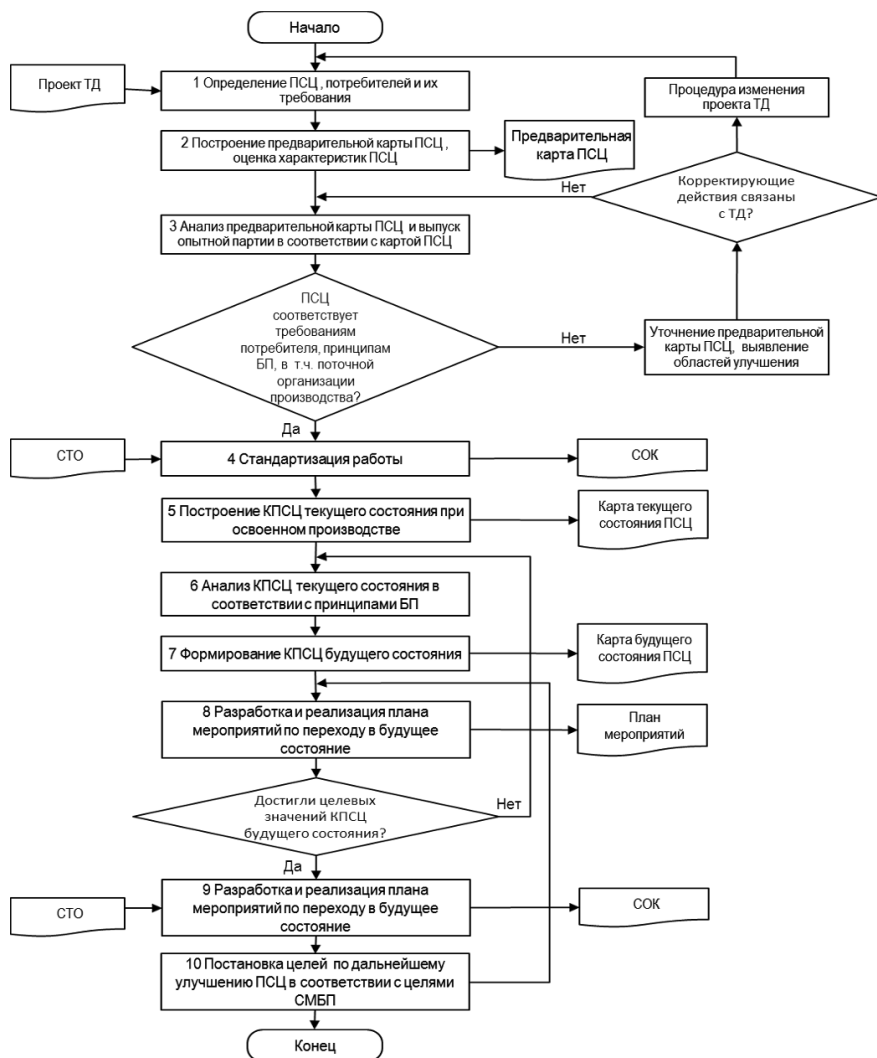 Начало
Проект ТД
1 Определение ПСЦ , потребителей и их
требования
Процедура изменения
проекта ТД
2 Построение предварительной карты ПСЦ ,
оценка характеристик ПСЦ
Предварительная
карта ПСЦ
Нет
Корректирующие
действия связаны
с ТД?
3 Анализ предварительной карты ПСЦ и выпуск
опытной партии в соответствии с картой ПСЦ
ПСЦ
соответствует
требованиям
потребителя, принципам
БП, в т.ч. поточной
организации
производства?
Нет
Уточнение предварительной
карты ПСЦ, выявление
областей улучшения
Да
СТО
4 Стандартизация работы
СОК
5 Построение КПСЦ текущего состояния при
освоенном производстве
Карта текущего
состояния ПСЦ
6 Анализ КПСЦ текущего состояния в
соответствии с принципами БП
7 Формирование КПСЦ будущего состояния
Карта будущего
состояния ПСЦ
8 Разработка и реализация плана
мероприятий по переходу в будущее
состояние
План
мероприятий
Достигли целевых
значений КПСЦ
будущего состояния?
Нет
Да
СТО
9 Разработка и реализация плана
мероприятий по переходу в будущее
состояние
СОК
10 Постановка целей по дальнейшему
улучшению ПСЦ в соответствии с целями
СМБП
Конец